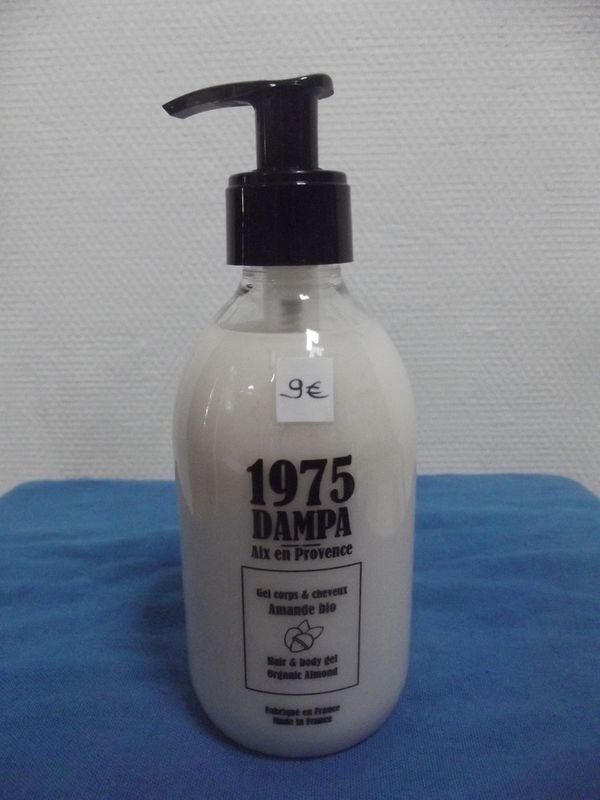 9€
1975
DAMPA
Aix en Provence
Gel corps & cheveux
Amande bio
Hair & body gel
Organic Almond
Fabriqué en France
Made in France